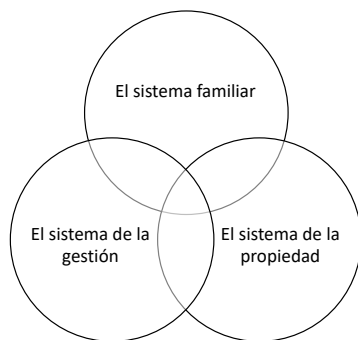 El sistema familiar
El sistema de la
gestión
El sistema de la
propiedad